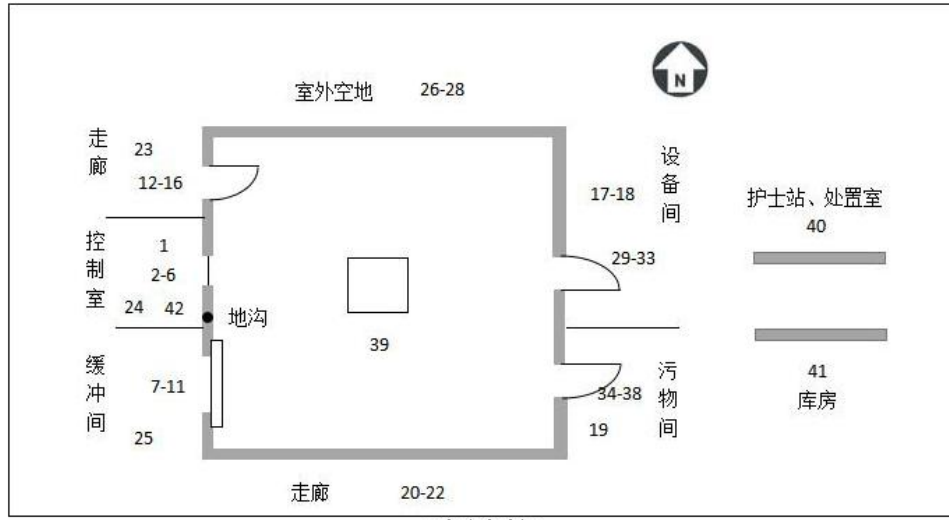 室外空地 26-28
N
走廊
23
12-16
设备间
17-18
护士站、处置室
40
控制室
1
2-6
24 42
地沟
29-33
39
缓冲间
7-11
25
污物间
34-38
19
41
库房
走廊 20-22